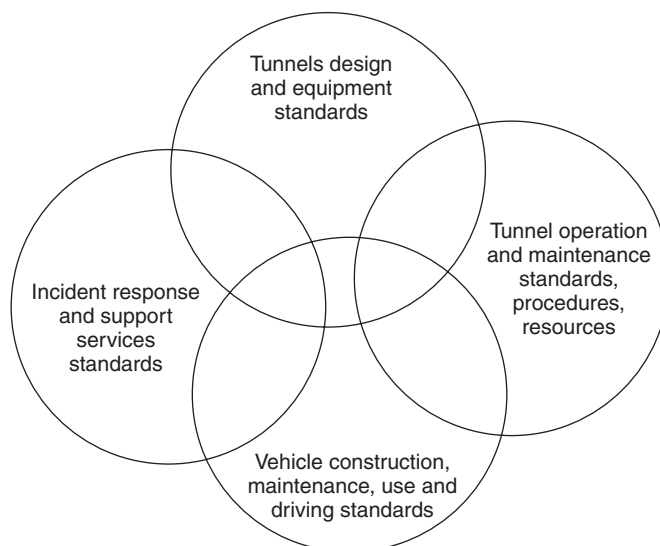 Tunnels design
and equipment
standards
Tunnel operation
and maintenance
standards,
procedures,
resources
Incident response
and support
services
standards
Vehicle construction,
maintenance, use and
driving standards